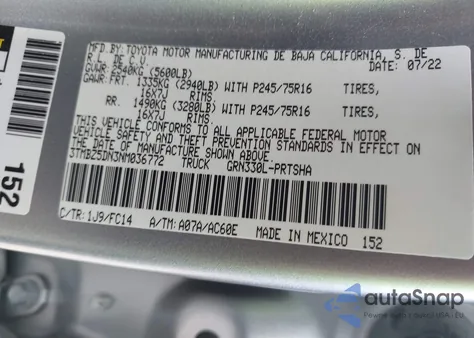 MFD.BY: TOYOTA MOTOR MANUFACTURING DE BAJA CALIFORNIA, S. DE
R.L. DE C.V. 07/22
GVWR: 2540KG (5600LB)
GAWR: FRT. 1335KG (2940LB) WITH P245/75R16 TIRES,
16X7J RIMS.
RR. 1490KG (3280LB) WITH P245/75R16 TIRES,
16X7J RIMS.
THIS VEHICLE CONFORMS TO ALL APPLICABLE FEDERAL MOTOR
VEHICLE SAFETY AND THEFT PREVENTION STANDARDS IN EFFECT ON
THE DATE OF MANUFACTURE SHOWN ABOVE.
3TMBZ5DN3NM036772 TRUCK GRN330L-PRTSHA
C/TR: 1J9/FC14 A/TM: A07A/AC60E MADE IN MEXICO 152
152
autoSnap